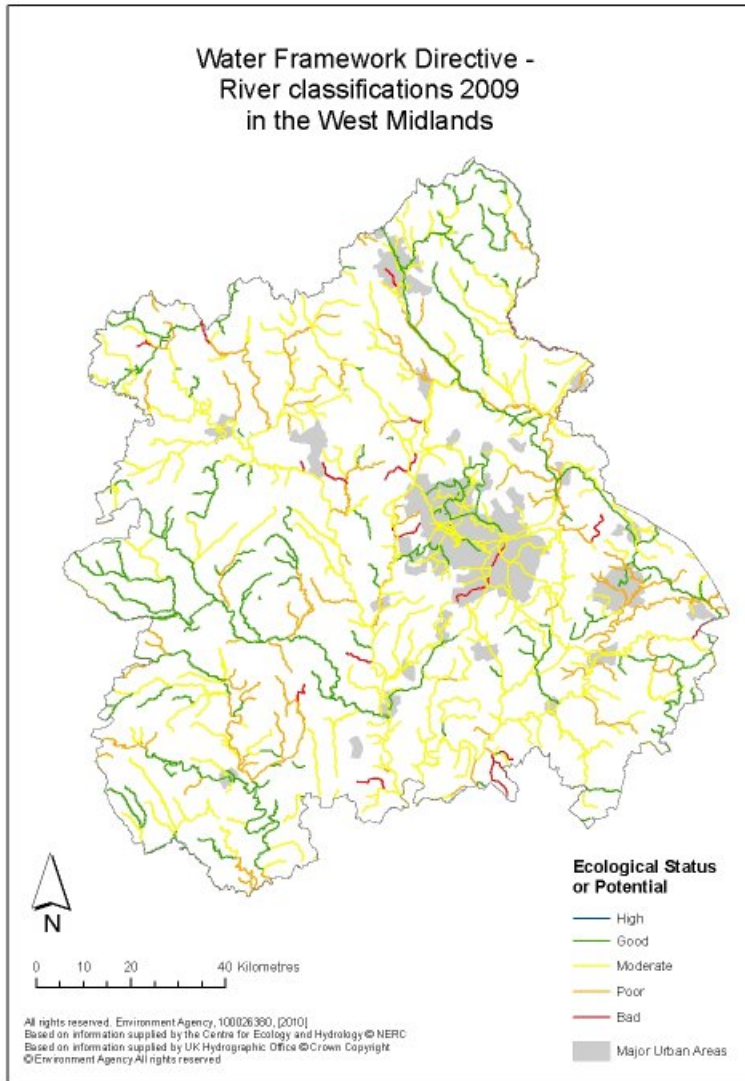 Water Framework Directive -
River classifications 2009
in the West Midlands
N
0 10 20 40 Kilometres
Ecological Status
or Potential
High
Good
Moderate
Poor
Bad
Major Urban Areas
All rights reserved. Environment Agency, 100026380, [2010]
Based on information supplied by the Centre for Ecology and Hydrology © NERC
Based on information supplied by UK Hydrographic Office © Crown Copyright
© Environment Agency All rights reserved